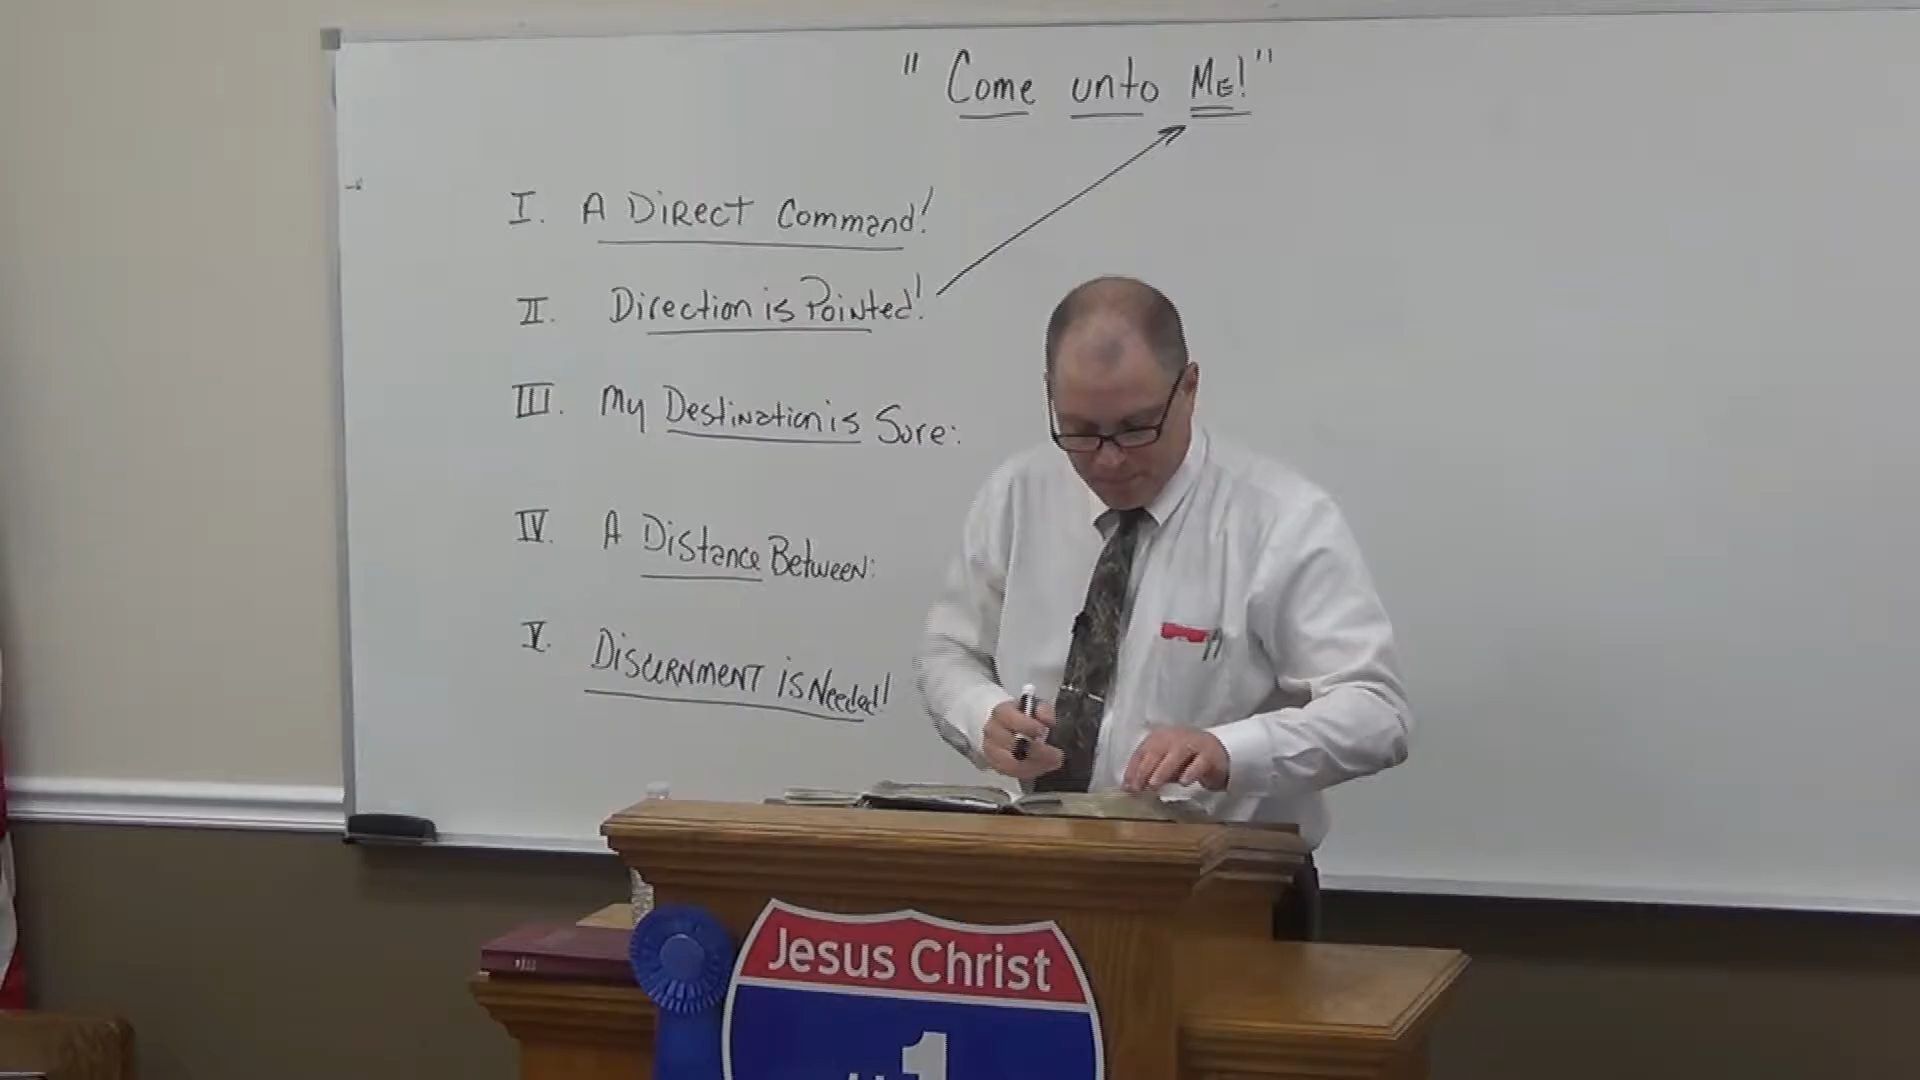 "Come unto Me!"
I. A Direct Command!
II. Direction is Pointed!
III. My Destination is Sure:
IV. A Distance Between:
V. Discernment is Needed!
Jesus Christ
#1